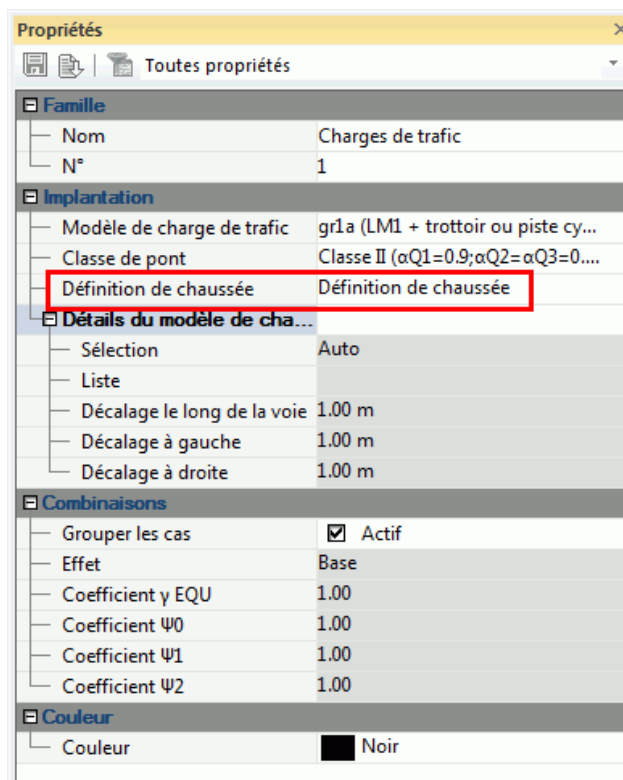 Propriétés
Toutes propriétés
Famille
Nom Charges de trafic
N° 1
Implantation
Modèle de charge de trafic gr1a (LM1 + trottoir ou piste cy...
Classe de pont Classe II (αQ1=0.9;αQ2=αQ3=0....
Définition de chaussée Définition de chaussée
Détails du modèle de cha...
Sélection Auto
Liste
Décalage le long de la voie 1.00 m
Décalage à gauche 1.00 m
Décalage à droite 1.00 m
Combinaisons
Grouper les cas Actif
Effet Base
Coefficient γ EQU 1.00
Coefficient Ψ0 1.00
Coefficient Ψ1 1.00
Coefficient Ψ2 1.00
Couleur
Couleur Noir